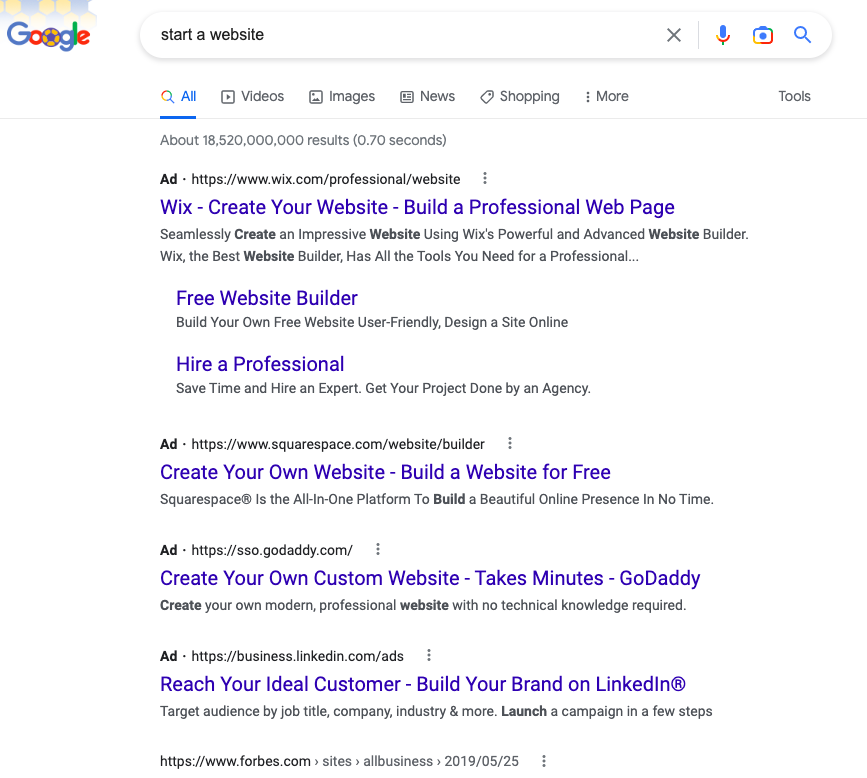 Google
start a website
All Videos Images News Shopping More Tools
About 18,520,000,000 results (0.70 seconds)
Ad · https://www.wix.com/professional/website
Wix - Create Your Website - Build a Professional Web Page
Seamlessly Create an Impressive Website Using Wix's Powerful and Advanced Website Builder.
Wix, the Best Website Builder, Has All the Tools You Need for a Professional...
Free Website Builder
Build Your Own Free Website User-Friendly, Design a Site Online
Hire a Professional
Save Time and Hire an Expert. Get Your Project Done by an Agency.
Ad · https://www.squarespace.com/website/builder
Create Your Own Website - Build a Website for Free
Squarespace® Is the All-In-One Platform To Build a Beautiful Online Presence In No Time.
Ad · https://sso.godaddy.com/
Create Your Own Custom Website - Takes Minutes - GoDaddy
Create your own modern, professional website with no technical knowledge required.
Ad · https://business.linkedin.com/ads
Reach Your Ideal Customer - Build Your Brand on LinkedIn®
Target audience by job title, company, industry & more. Launch a campaign in a few steps
https://www.forbes.com › sites › allbusiness › 2019/05/25